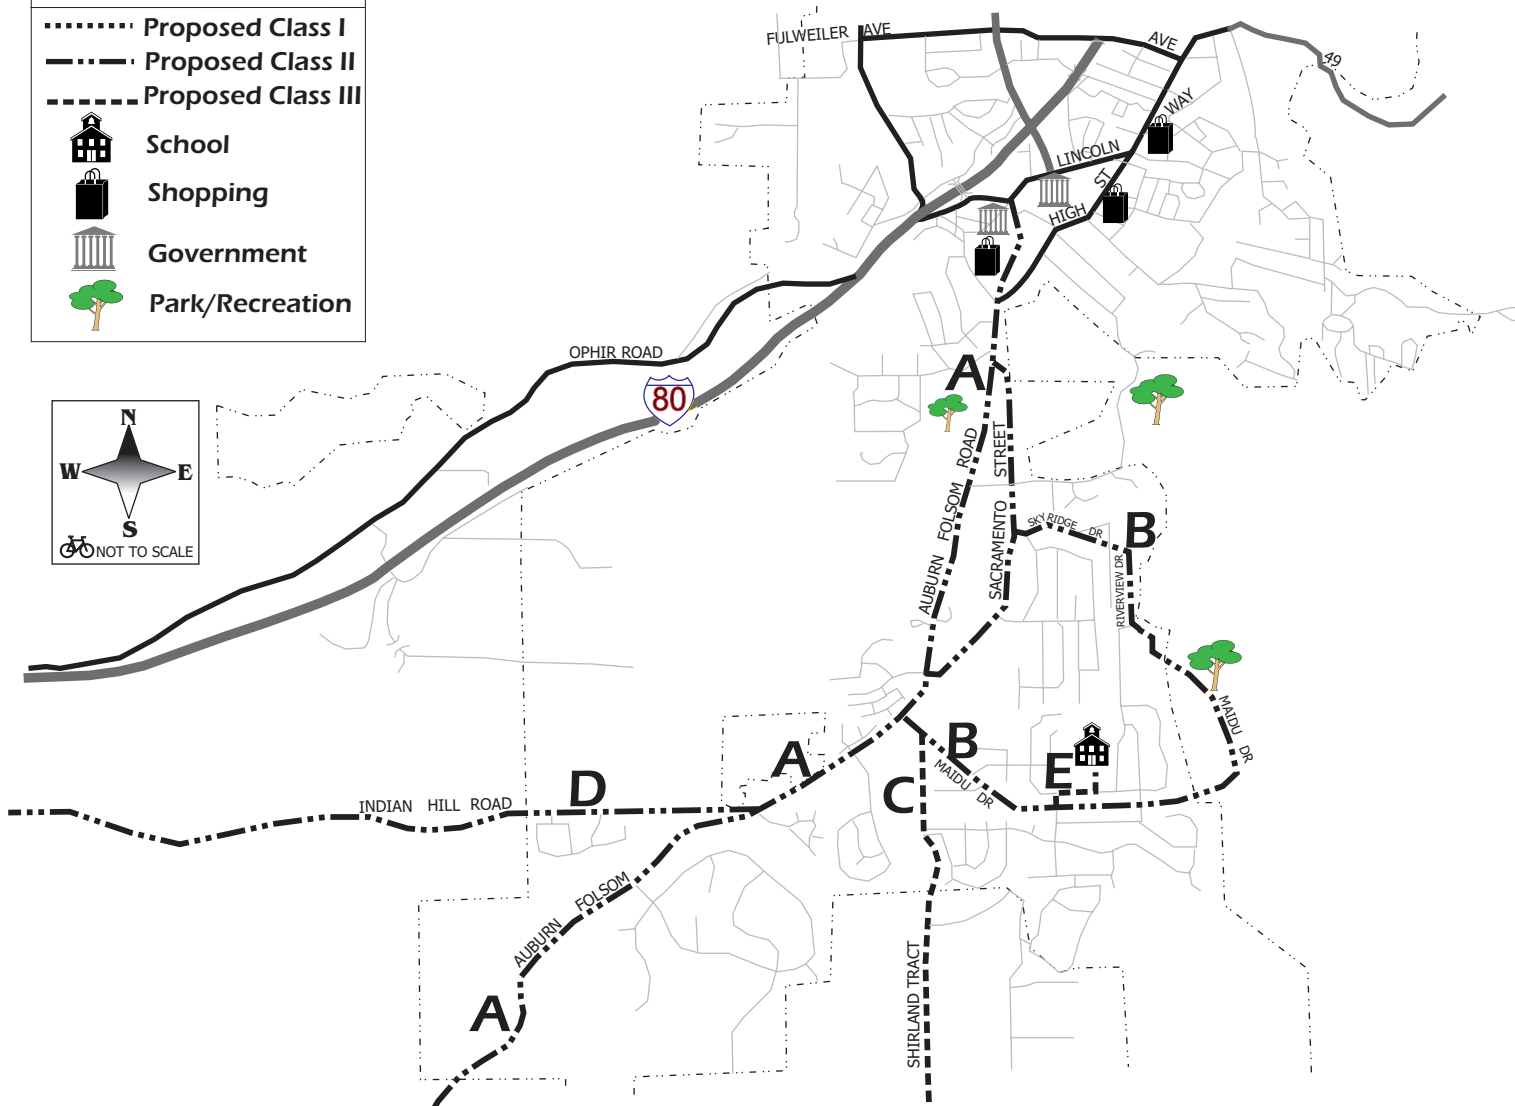 Proposed Class I
Proposed Class II
Proposed Class III
School
Shopping
Government
Park/Recreation
N
W
E
S
NOT TO SCALE
FULWEILER AVE
AVE
49
WAY
LINCOLN
ST
HIGH
OPHIR ROAD
80
A
AUBURN FOLSOM ROAD
SACRAMENTO STREET
SKYRIDGE DR
B
RIVERVIEW DR
MAIDU DR
B
MAIDU DR
E
C
A
D
INDIAN HILL ROAD
AUBURN FOLSOM
A
SHIRLAND TRACT